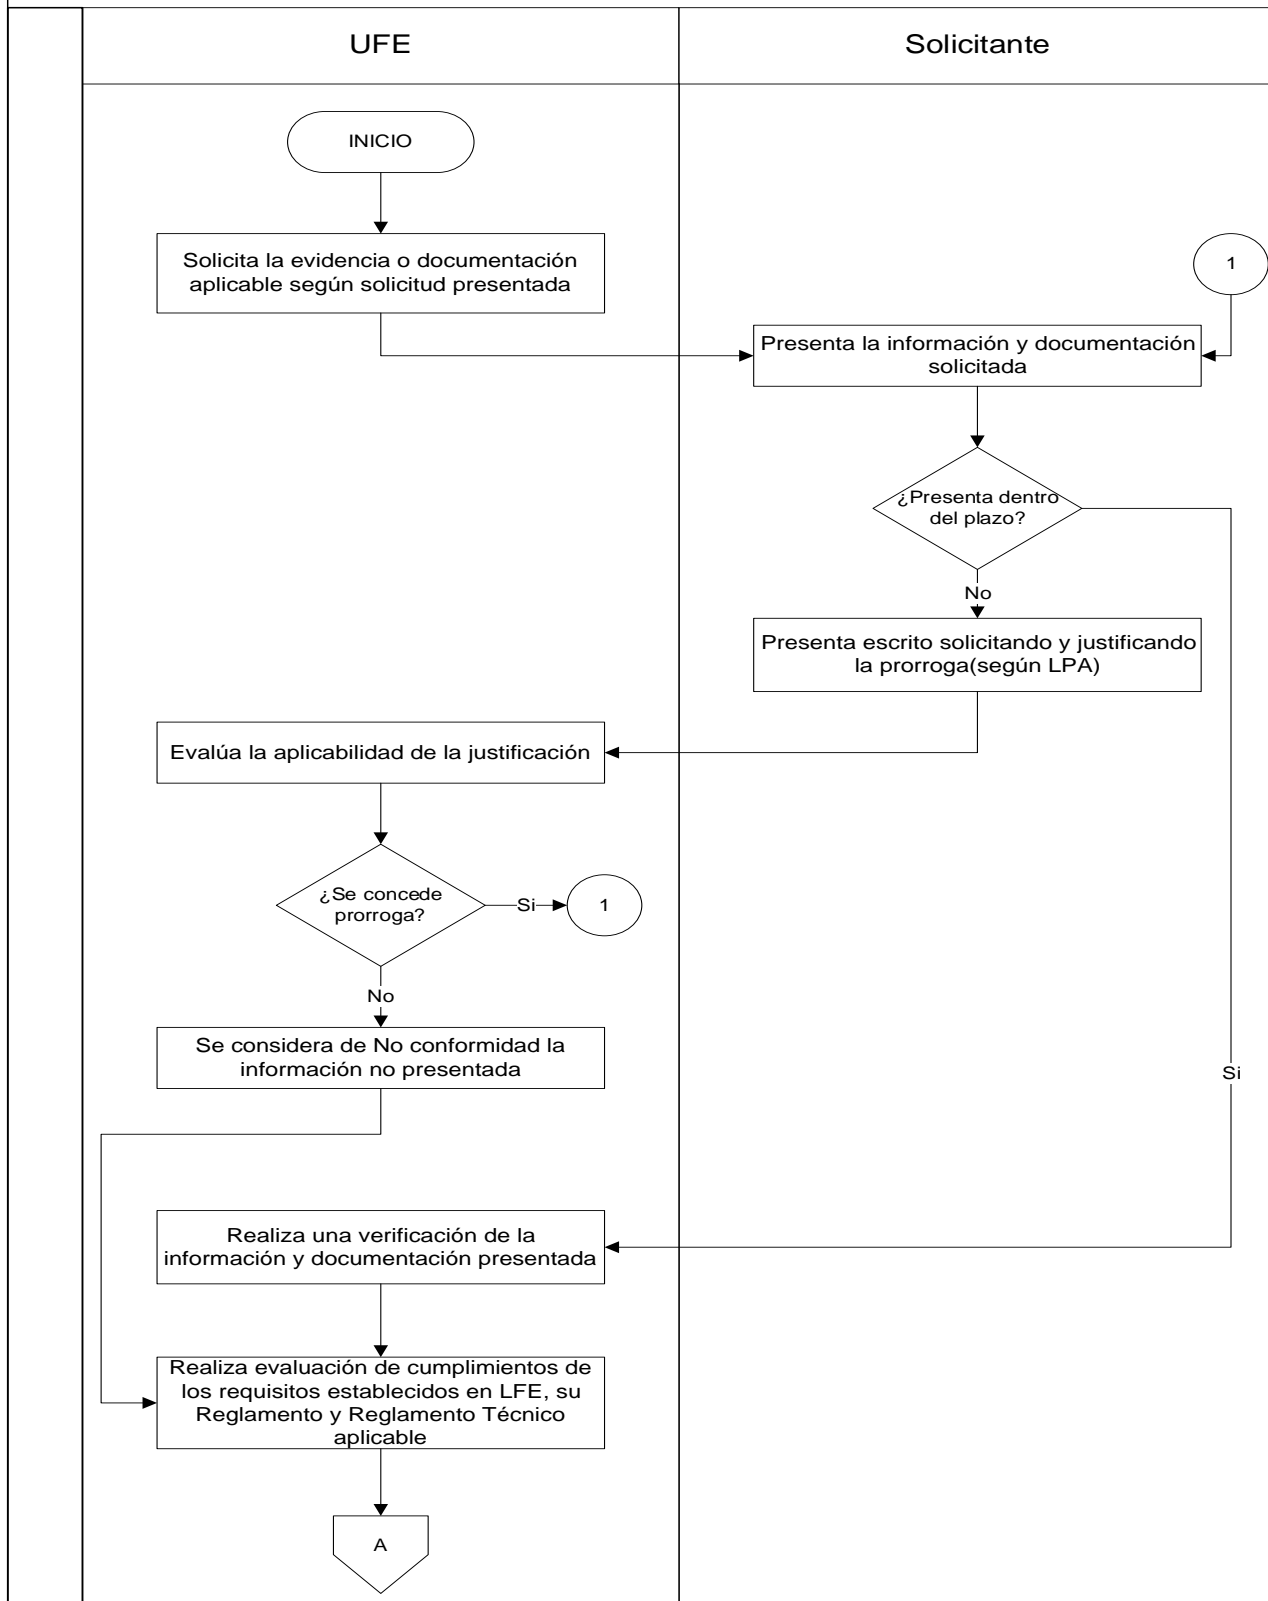 UFE
Solicitante
INICIO
Solicita la evidencia o documentación
aplicable según solicitud presentada
1
Presenta la información y documentación
solicitada
¿Presenta dentro
del plazo?
No
Presenta escrito solicitando y justificando
la prorroga(según LPA)
Evalúa la aplicabilidad de la justificación
¿Se concede
prorroga?
Si
1
No
Se considera de No conformidad la
información no presentada
Si
Realiza una verificación de la
información y documentación presentada
Realiza evaluación de cumplimientos de
los requisitos establecidos en LFE, su
Reglamento y Reglamento Técnico
aplicable
A